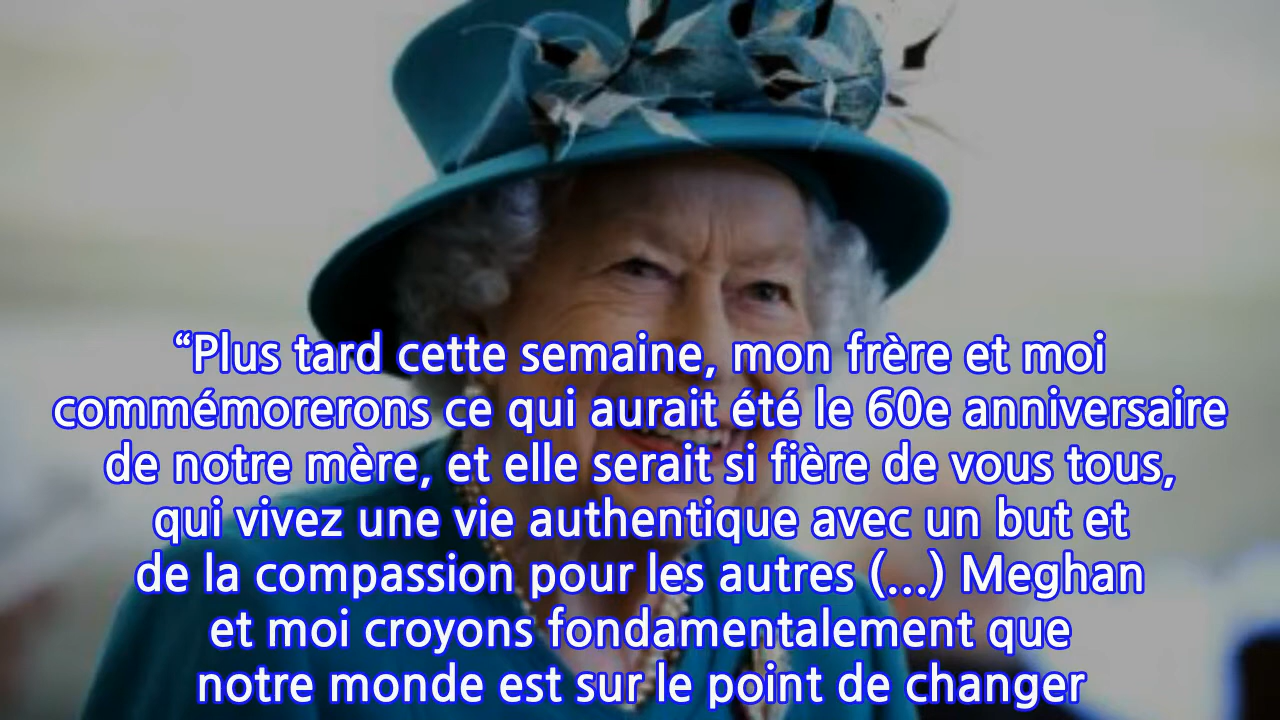 “Plus tard cette semaine, mon frère et moi
commémorerons ce qui aurait été le 60e anniversaire
de notre mère, et elle serait si fière de vous tous,
qui vivez une vie authentique avec un but et
de la compassion pour les autres (...) Meghan
et moi croyons fondamentalement que
notre monde est sur le point de changer